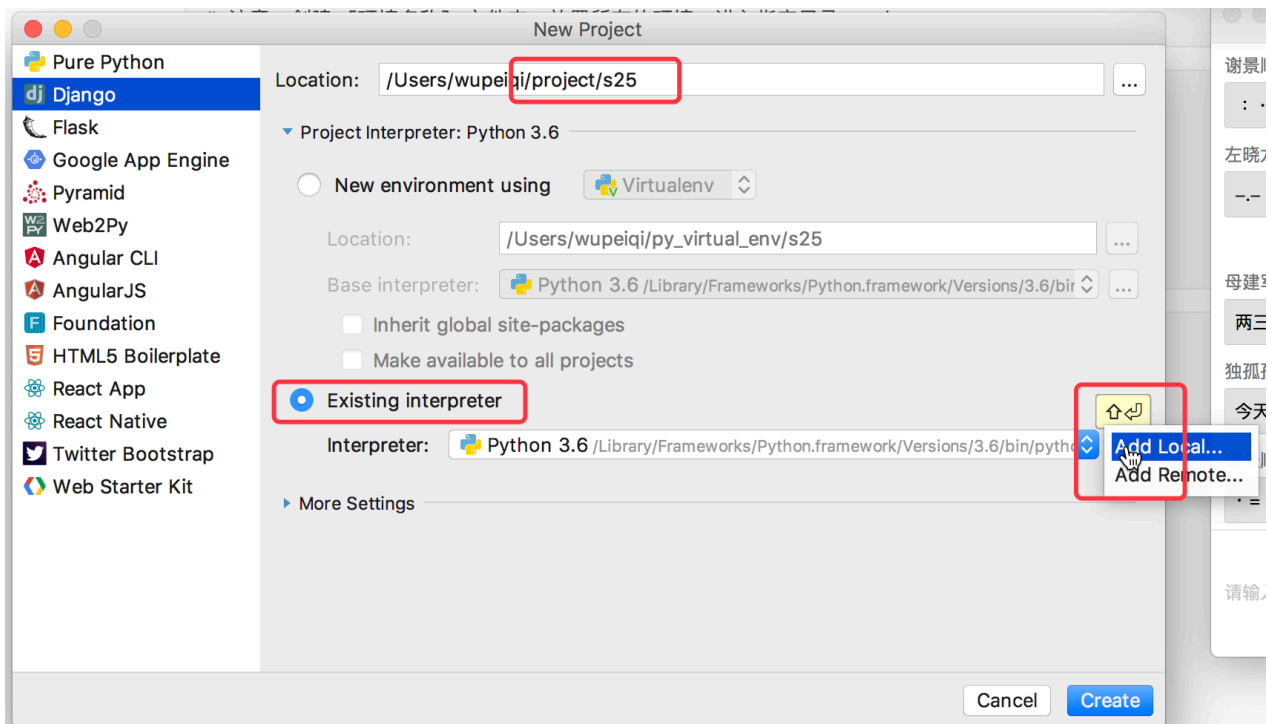 New Project
Pure Python
Django
Flask
Google App Engine
Pyramid
Web2Py
Angular CLI
AngularJS
Foundation
HTML5 Boilerplate
React App
React Native
Twitter Bootstrap
Web Starter Kit
Location: /Users/wupeiqi/project/s25 ...
Project Interpreter: Python 3.6
New environment using Virtualenv
Location: /Users/wupeiqi/py_virtual_env/s25 ...
Base interpreter: Python 3.6 /Library/Frameworks/Python.framework/Versions/3.6/bin ...
Inherit global site-packages
Make available to all projects
Existing interpreter
Interpreter: Python 3.6 /Library/Frameworks/Python.framework/Versions/3.6/bin/pytho
Add Local...
Add Remote...
More Settings
Cancel Create
谢景
: ·
左晓
-.-
母建
两三
独孤
今天
· =
请输